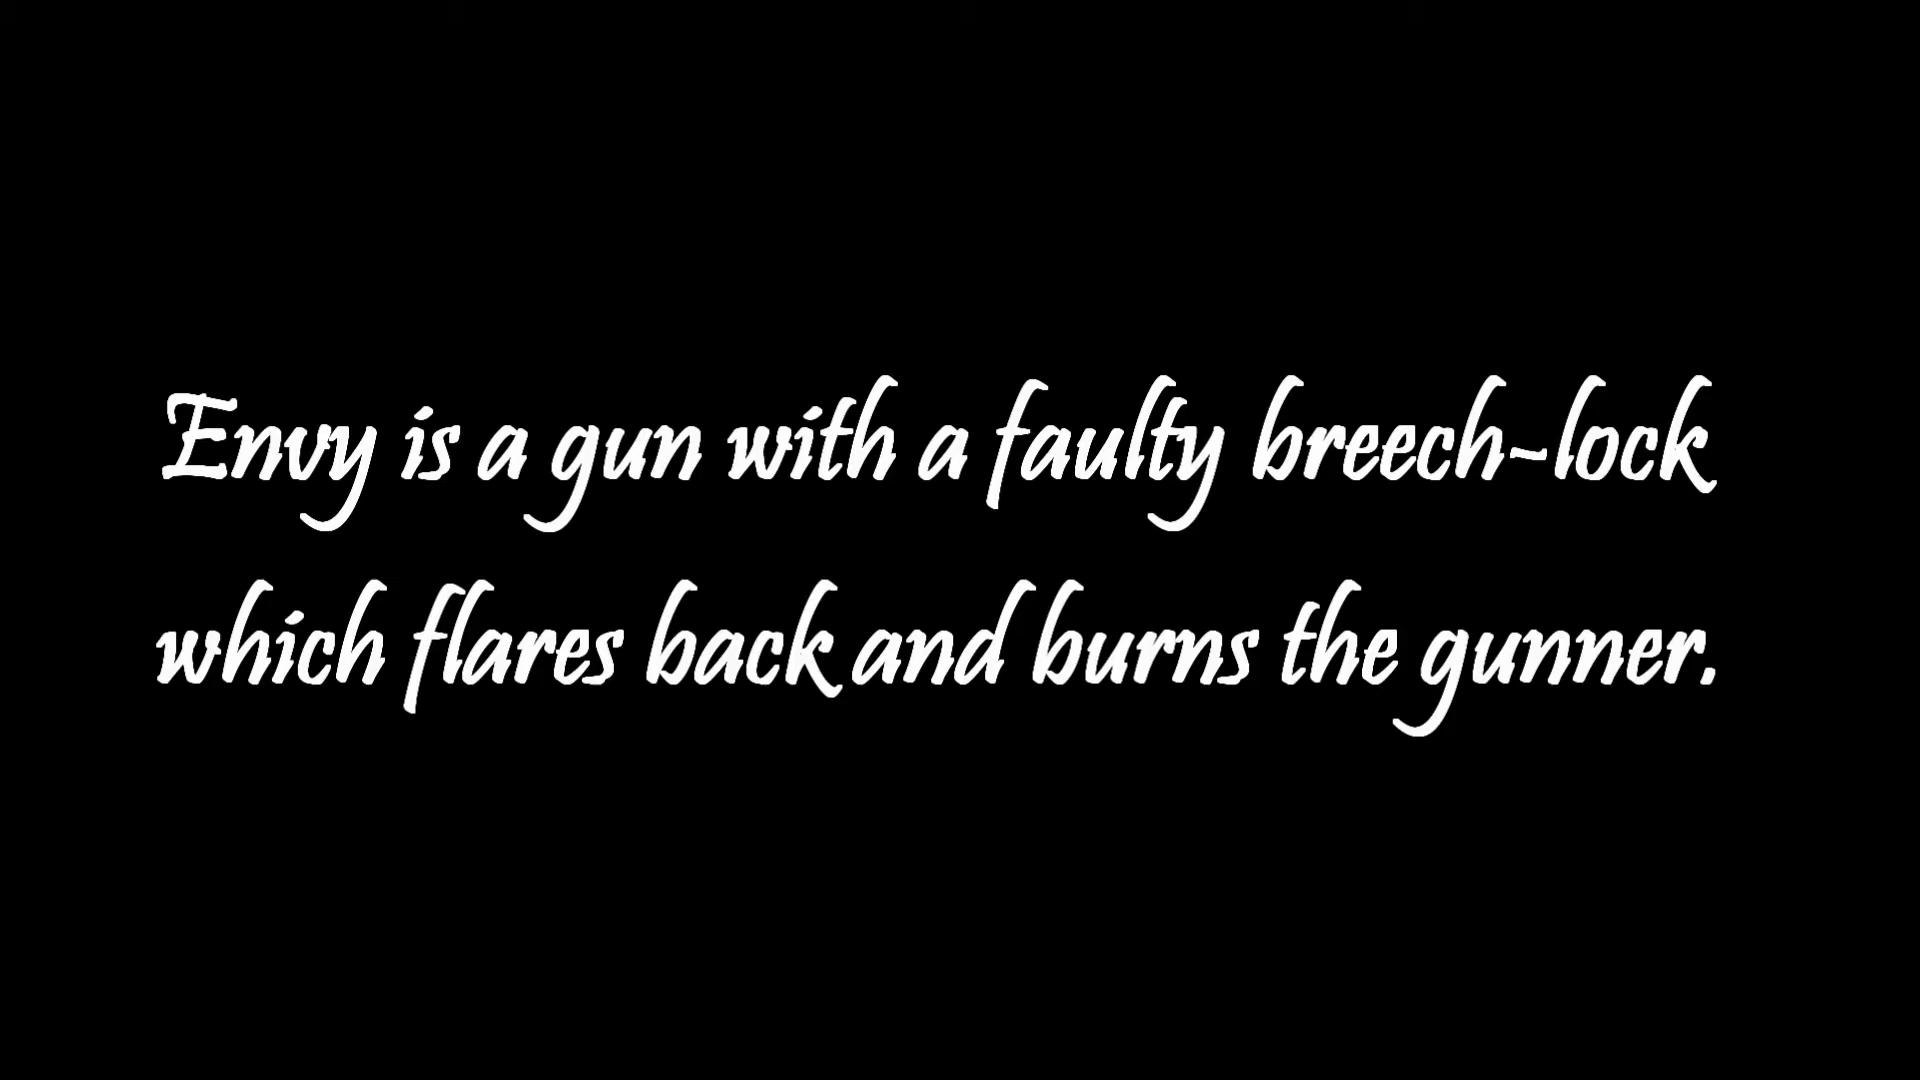 Envy is a gun with a faulty breech-lock
which flares back and burns the gunner.